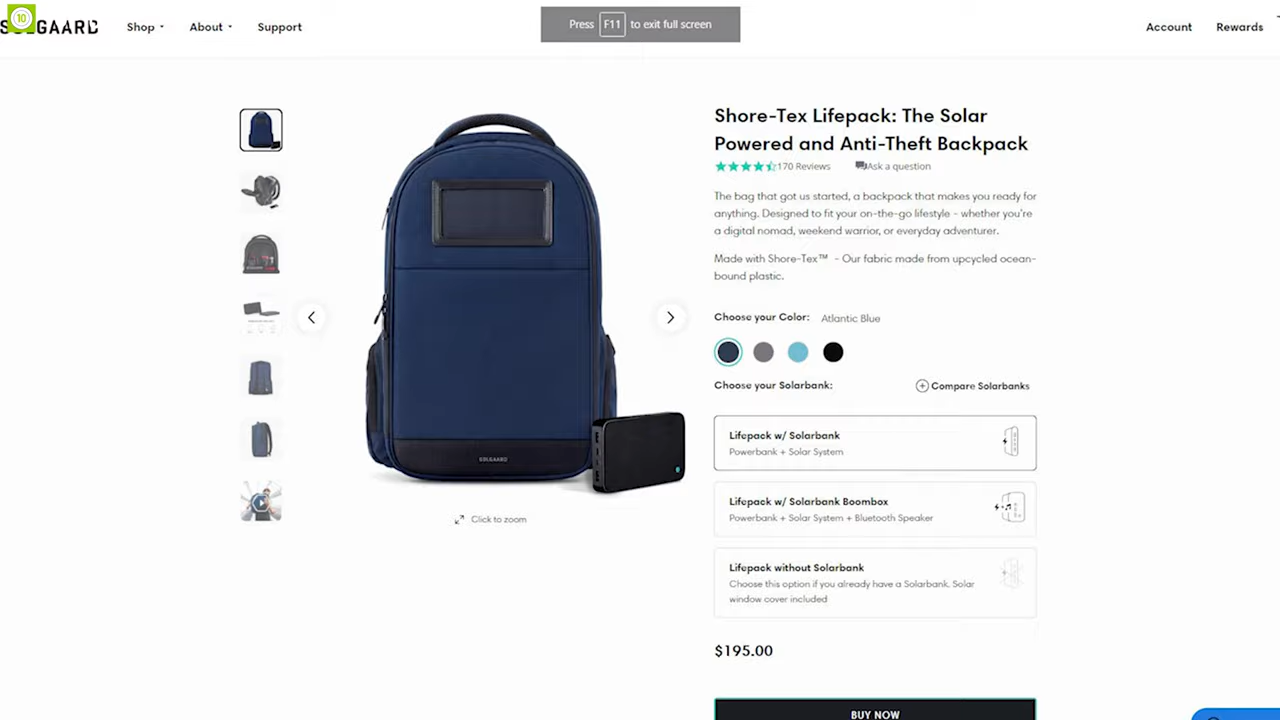 10
SOLGAARD
Shop
About
Support
Press F11 to exit full screen
Account
Rewards
Shore-Tex Lifepack: The Solar
Powered and Anti-Theft Backpack
170 Reviews
Ask a question
The bag that got us started, a backpack that makes you ready for
anything. Designed to fit your on-the-go lifestyle - whether you're
a digital nomad, weekend warrior, or everyday adventurer.
Made with Shore-Tex™ - Our fabric made from upcycled ocean-
bound plastic.
Choose your Color: Atlantic Blue
Choose your Solarbank:
Compare Solarbanks
Lifepack w/ Solarbank
Powerbank + Solar System
Lifepack w/ Solarbank Boombox
Powerbank + Solar System + Bluetooth Speaker
Lifepack without Solarbank
Choose this option if you already have a Solarbank. Solar
window cover included
$195.00
BUY NOW
SOLGAARD
Click to zoom